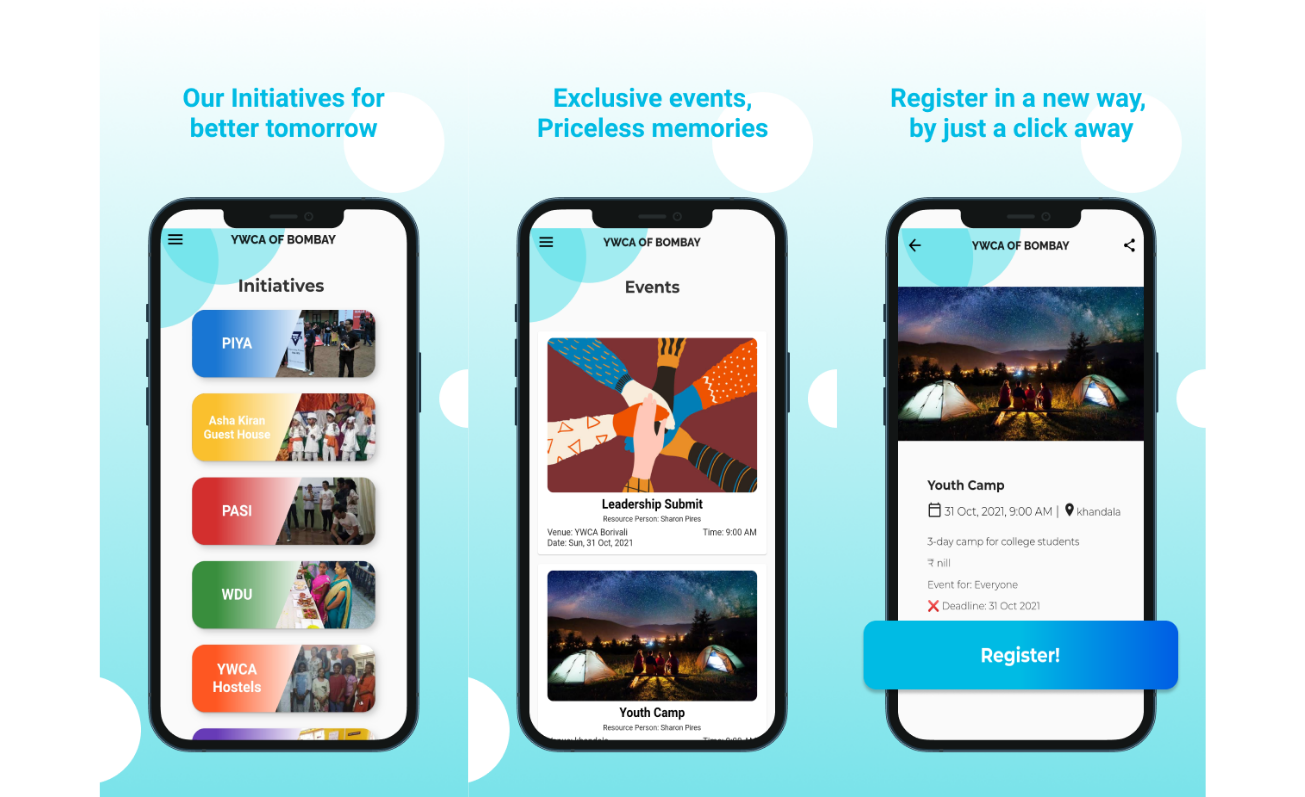 Our Initiatives for
better tomorrow
YWCA OF BOMBAY
Initiatives
PIYA
Asha Kiran
Guest House
PASI
WDU
YWCA
Hostels
Exclusive events,
Priceless memories
YWCA OF BOMBAY
Events
Leadership Submit
Resource Person: Sharon Pires
Venue: YWCA Borivali Time: 9:00 AM
Date: Sun, 31 Oct, 2021
Youth Camp
Resource Person: Sharon Pires
Register in a new way,
by just a click away
YWCA OF BOMBAY
Youth Camp
31 Oct, 2021, 9:00 AM | khandala
3-day camp for college students
₹ nill
Event for: Everyone
❌ Deadline: 31 Oct 2021
Register!